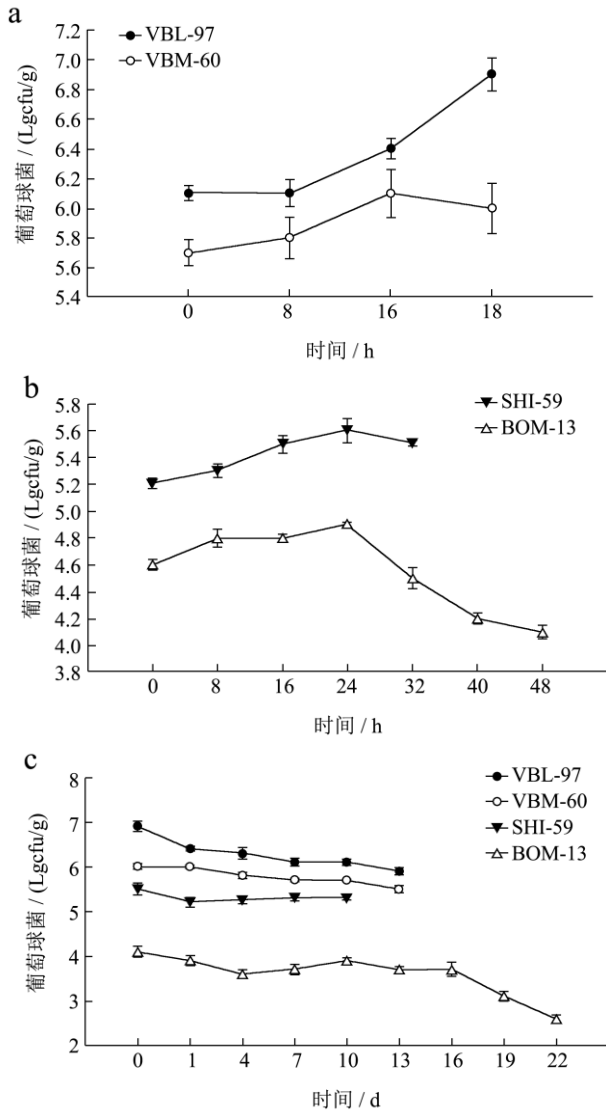 a
VBL-97
VBM-60
7.2
7.0
6.8
6.6
6.4
6.2
6.0
5.8
5.6
5.4
葡萄球菌 / (Lgcfu/g)
0 8 16 18
时间 / h
b
SHI-59
BOM-13
5.8
5.6
5.4
5.2
5.0
4.8
4.6
4.4
4.2
4.0
3.8
葡萄球菌 / (Lgcfu/g)
0 8 16 24 32 40 48
时间 / h
c
VBL-97
VBM-60
SHI-59
BOM-13
8
7
6
5
4
3
2
葡萄球菌 / (Lgcfu/g)
0 1 4 7 10 13 16 19 22
时间 / d